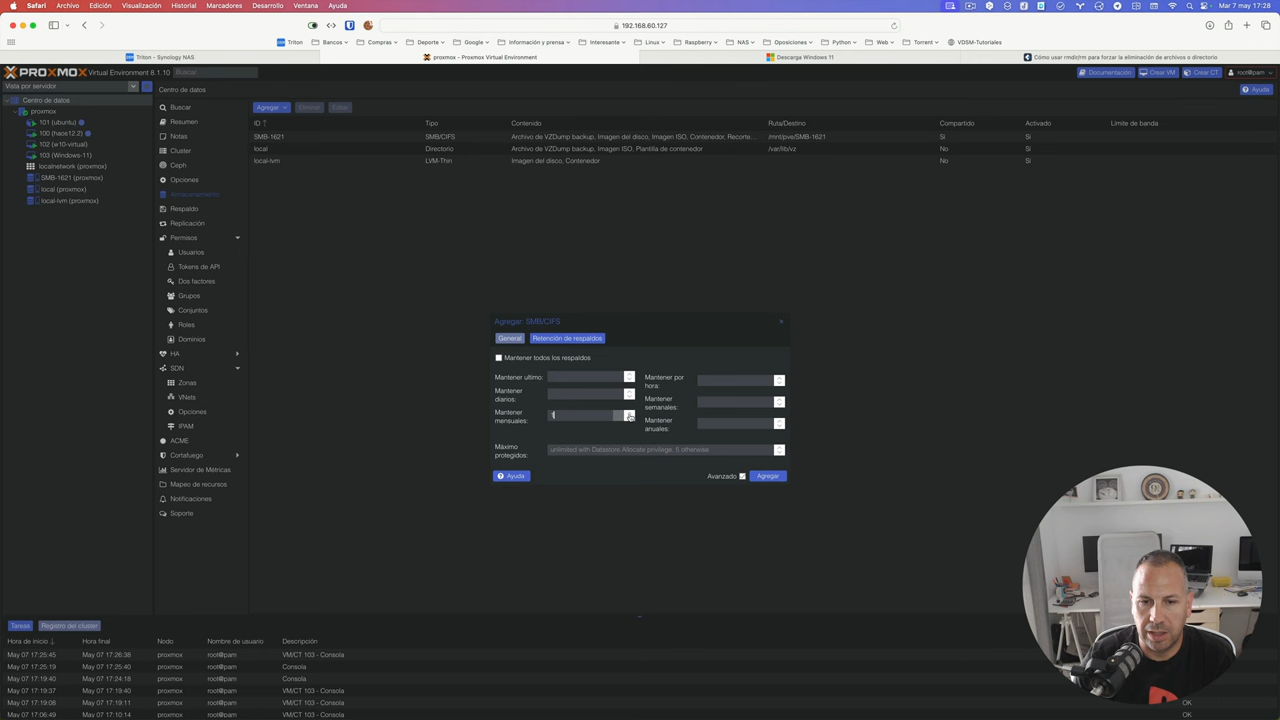 Safari Archivo Edición Visualización Historial Marcadores Desarrollo Ventana Ayuda Mar 7 may 17:28
192.168.60.127
Triton Bancos Compras Deporte Google Información y prensa Interesante Linux Raspberry NAS Oposiciones Python Web Torrent VDSM-Tutoriales
Triton - Synology NAS proxmox - Proxmox Virtual Environment Descarga Windows 11 Cómo usar rmdir/rm para forzar la eliminación de archivos o directorio
PROXMOX Virtual Environment 8.1.10 Buscar Documentación Crear VM Crear CT root@pam
Vista por servidor
Centro de datos
proxmox
101 (ubuntu)
100 (haos12.2)
102 (w10-virtual)
103 (Windows-11)
localnetwork (proxmox)
SMB-1621 (proxmox)
local (proxmox)
local-lvm (proxmox)
Centro de datos Ayuda
Buscar
Resumen
Notas
Cluster
Ceph
Opciones
Almacenamiento
Respaldo
Replicación
Permisos
Usuarios
Tokens de API
Dos factores
Grupos
Conjuntos
Roles
Dominios
HA
SDN
Zonas
VNets
Opciones
IPAM
ACME
Cortafuego
Servidor de Métricas
Mapeo de recursos
Notificaciones
Soporte
Agregar Eliminar Editar
ID Tipo Contenido Ruta/Destino Compartido Activado Límite de banda
SMB-1621 SMB/CIFS Archivo de VZDump backup, Imagen del disco, Imagen ISO, Contenedor, Recorte... /mnt/pve/SMB-1621 Sí Sí
local Directorio Archivo de VZDump backup, Imagen ISO, Plantilla de contenedor /var/lib/vz No Sí
local-lvm LVM-Thin Imagen del disco, Contenedor No Sí
Agregar: SMB/CIFS
General Retención de respaldos
Mantener todos los respaldos
Mantener ultimo:
Mantener por hora:
Mantener diarios:
Mantener semanales:
Mantener mensuales: 1
Mantener anuales:
Máximo protegidos: unlimited with Datastore.Allocate privilege, 5 otherwise
Ayuda Avanzado Agregar
Tareas Registro del cluster
Hora de inicio Hora final Nodo Nombre de usuario Descripción
May 07 17:25:45 May 07 17:26:38 proxmox root@pam VM/CT 103 - Consola
May 07 17:25:19 May 07 17:25:40 proxmox root@pam Consola
May 07 17:19:40 May 07 17:24:18 proxmox root@pam VM/CT 103 - Consola
May 07 17:19:37 May 07 17:19:40 proxmox root@pam VM/CT 103 - Consola
May 07 17:19:08 May 07 17:19:11 proxmox root@pam VM/CT 103 - Consola OK
May 07 17:06:49 May 07 17:10:14 proxmox root@pam VM/CT 103 - Consola OK